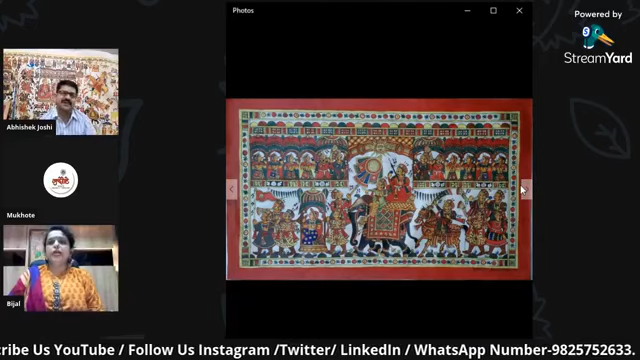 Photos
Powered by
StreamYard
Abhishek Joshi
मुखोटे
Mukhote
Bijal
cribe Us YouTube / Follow Us Instagram /Twitter/ LinkedIn / WhatsApp Number-9825752633.